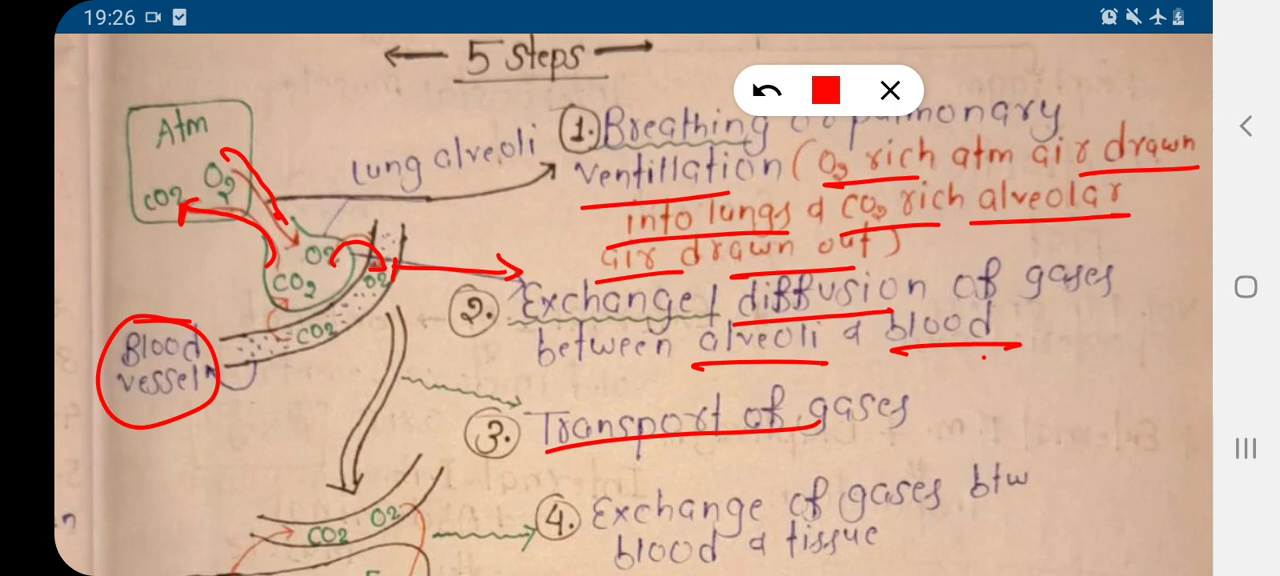 19:26
5 Steps
Atm
O2
CO2
lung alveoli
O2
CO2
O2
CO2
Blood
vessel
1. Breathing or pulmonary
ventillation (O2 rich atm air drawn
into lungs & CO2 rich alveolar
air drawn out)
2. Exchange / diffusion of gases
between alveoli & blood
3. Transport of gases
4. Exchange of gases btw
blood & tissue
CO2
O2